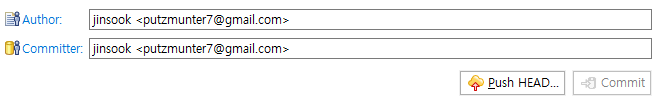 Author: jinsook <putzmunter7@gmail.com>
Committer: jinsook <putzmunter7@gmail.com>
Push HEAD... Commit